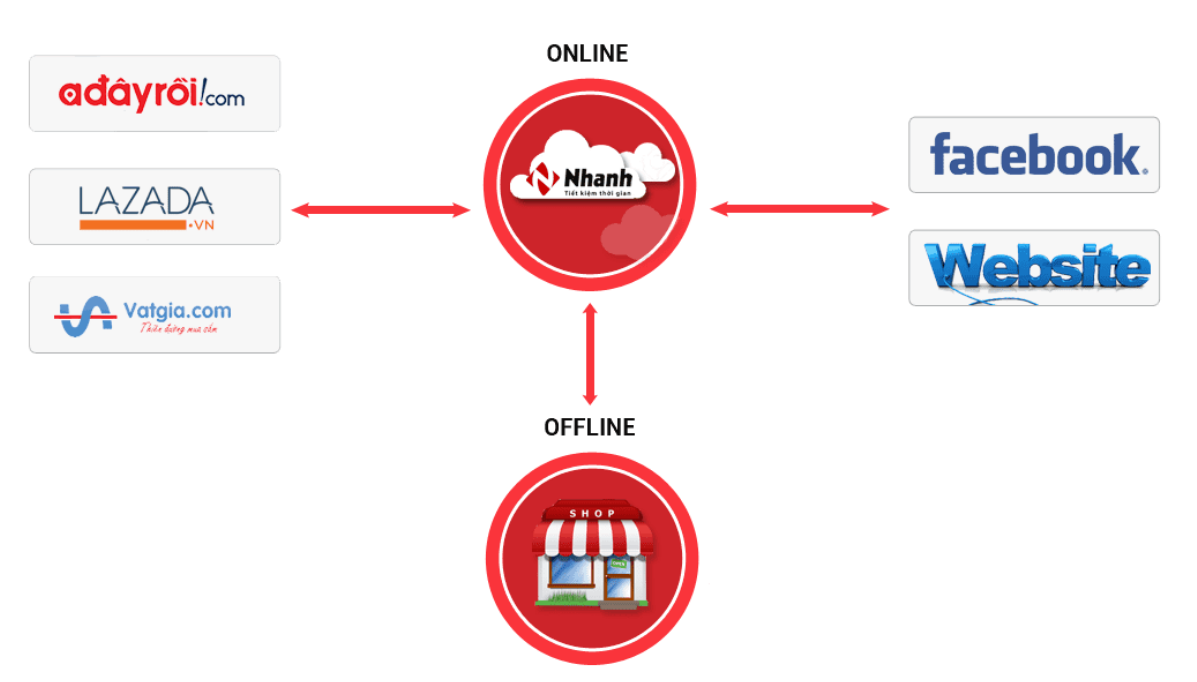 ONLINE
ađâyrồi!.com
LAZADA
.VN
Vatgia.com
Thiên đường mua sắm
Nhanh
Tiết kiệm thời gian
facebook.
Website
OFFLINE
SHOP
OPEN